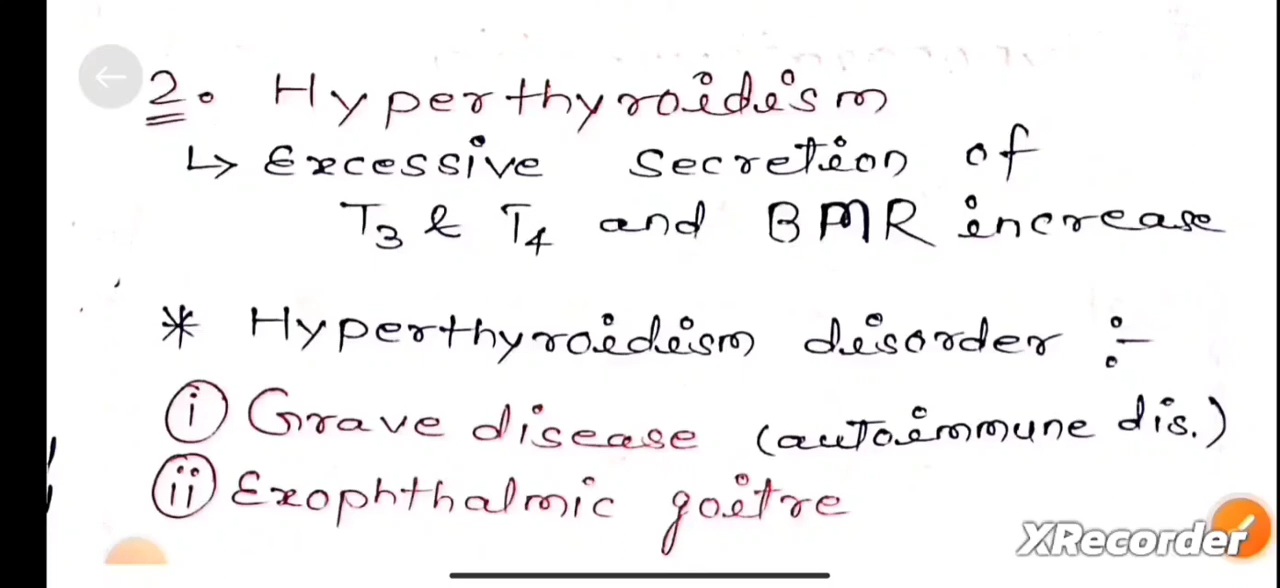 2. Hyperthyroidism
↳ Excessive secretion of
T3 & T4 and BMR increase
* Hyperthyroidism disorder :-
(i) Grave disease (autoimmune dis.)
(ii) Exophthalmic goitre
XRecorder